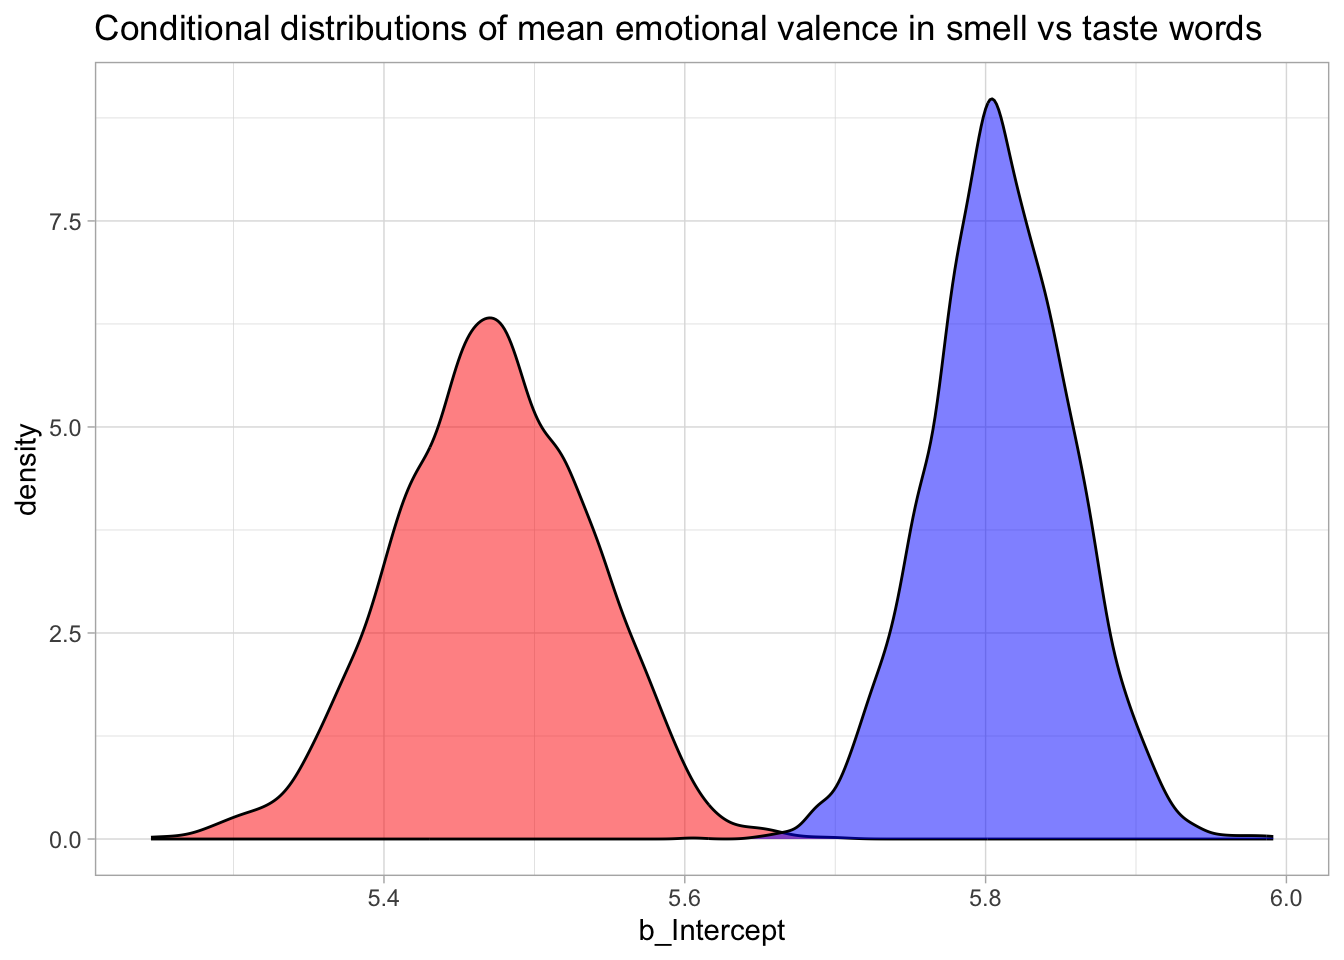 Conditional distributions of mean emotional valence in smell vs taste words
density
7.5
5.0
2.5
0.0
5.4 5.6 5.8 6.0
b_Intercept